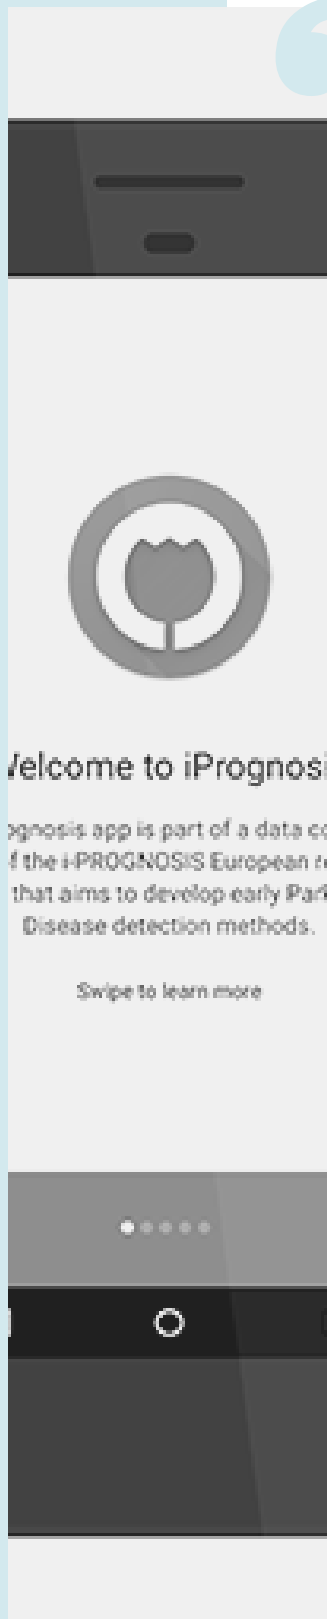 Welcome to iPrognosi
ognosis app is part of a data co
f the i-PROGNOSIS European re
that aims to develop early Park
Disease detection methods.
Swipe to learn more